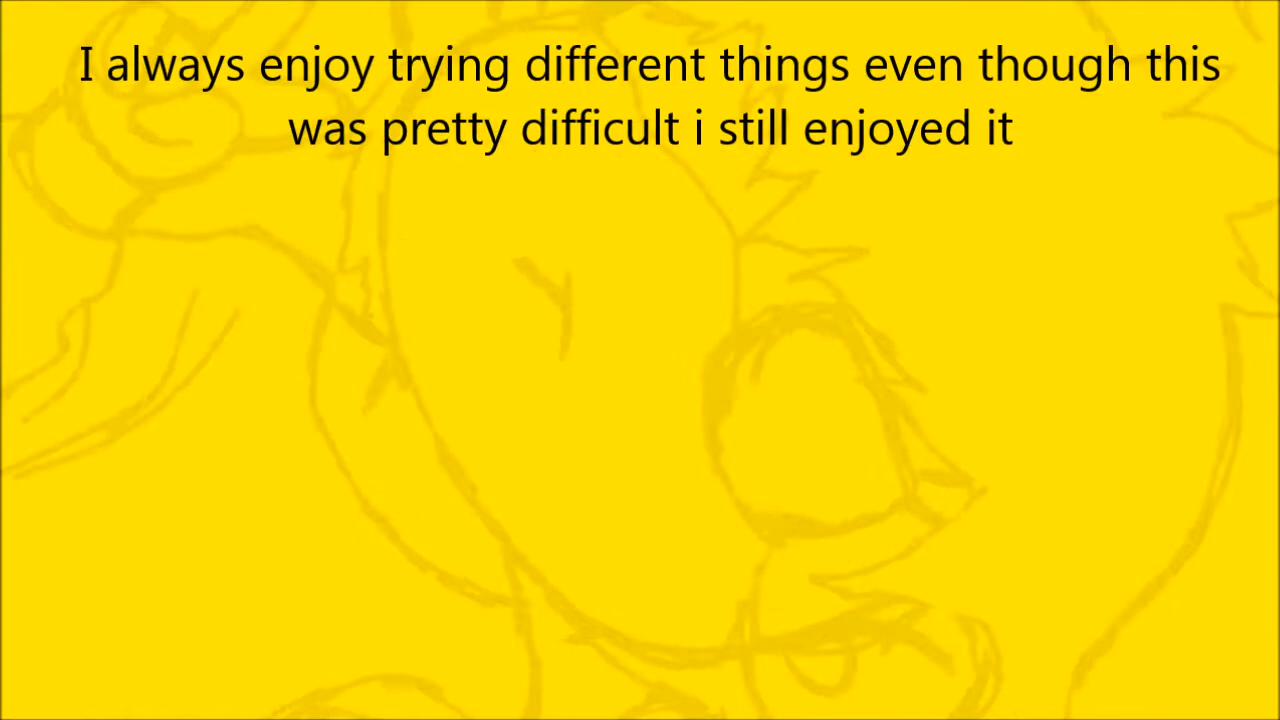 I always enjoy trying different things even though this
was pretty difficult i still enjoyed it